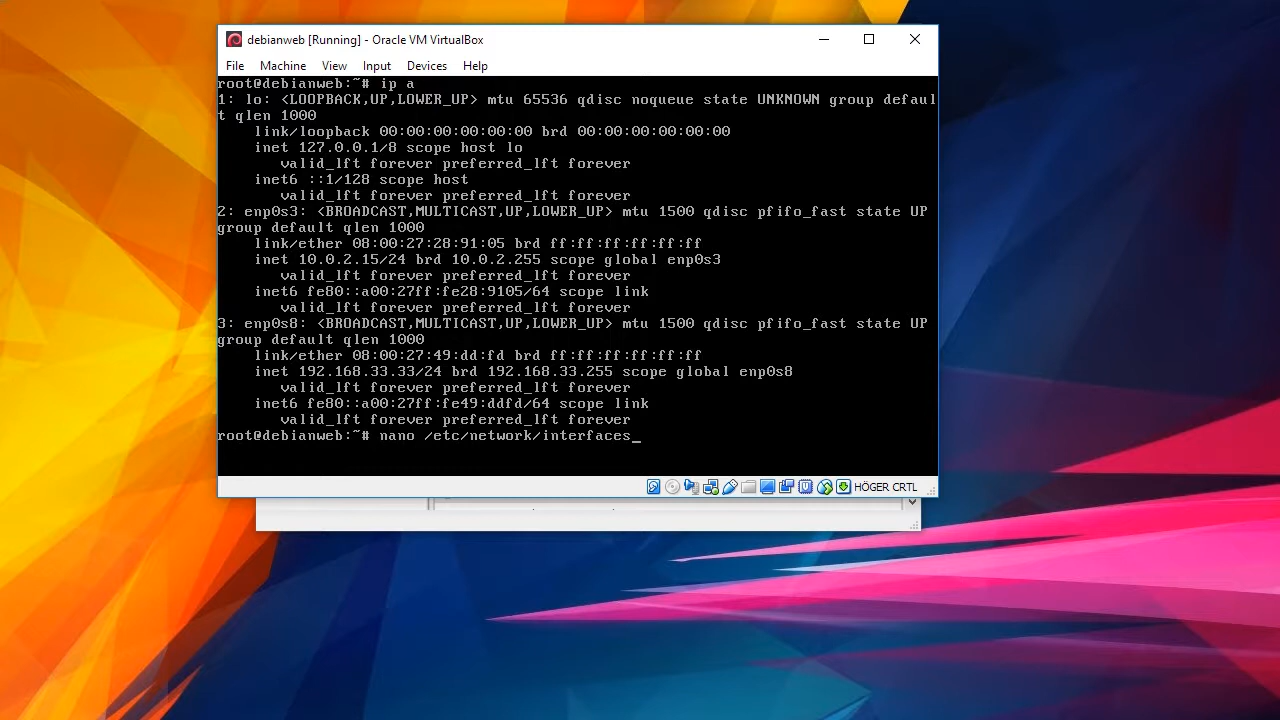 debianweb [Running] - Oracle VM VirtualBox
File Machine View Input Devices Help
root@debianweb:~# ip a
1: lo: <LOOPBACK,UP,LOWER_UP> mtu 65536 qdisc noqueue state UNKNOWN group defaul
t qlen 1000
link/loopback 00:00:00:00:00:00 brd 00:00:00:00:00:00
inet 127.0.0.1/8 scope host lo
valid_lft forever preferred_lft forever
inet6 ::1/128 scope host
valid_lft forever preferred_lft forever
2: enp0s3: <BROADCAST,MULTICAST,UP,LOWER_UP> mtu 1500 qdisc pfifo_fast state UP
group default qlen 1000
link/ether 08:00:27:28:91:05 brd ff:ff:ff:ff:ff:ff
inet 10.0.2.15/24 brd 10.0.2.255 scope global enp0s3
valid_lft forever preferred_lft forever
inet6 fe80::a00:27ff:fe28:9105/64 scope link
valid_lft forever preferred_lft forever
3: enp0s8: <BROADCAST,MULTICAST,UP,LOWER_UP> mtu 1500 qdisc pfifo_fast state UP
group default qlen 1000
link/ether 08:00:27:49:dd:fd brd ff:ff:ff:ff:ff:ff
inet 192.168.33.33/24 brd 192.168.33.255 scope global enp0s8
valid_lft forever preferred_lft forever
inet6 fe80::a00:27ff:fe49:ddfd/64 scope link
valid_lft forever preferred_lft forever
root@debianweb:~# nano /etc/network/interfaces_
HÖGER CRTL